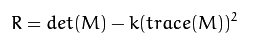 R = det(M) − k(trace(M))²